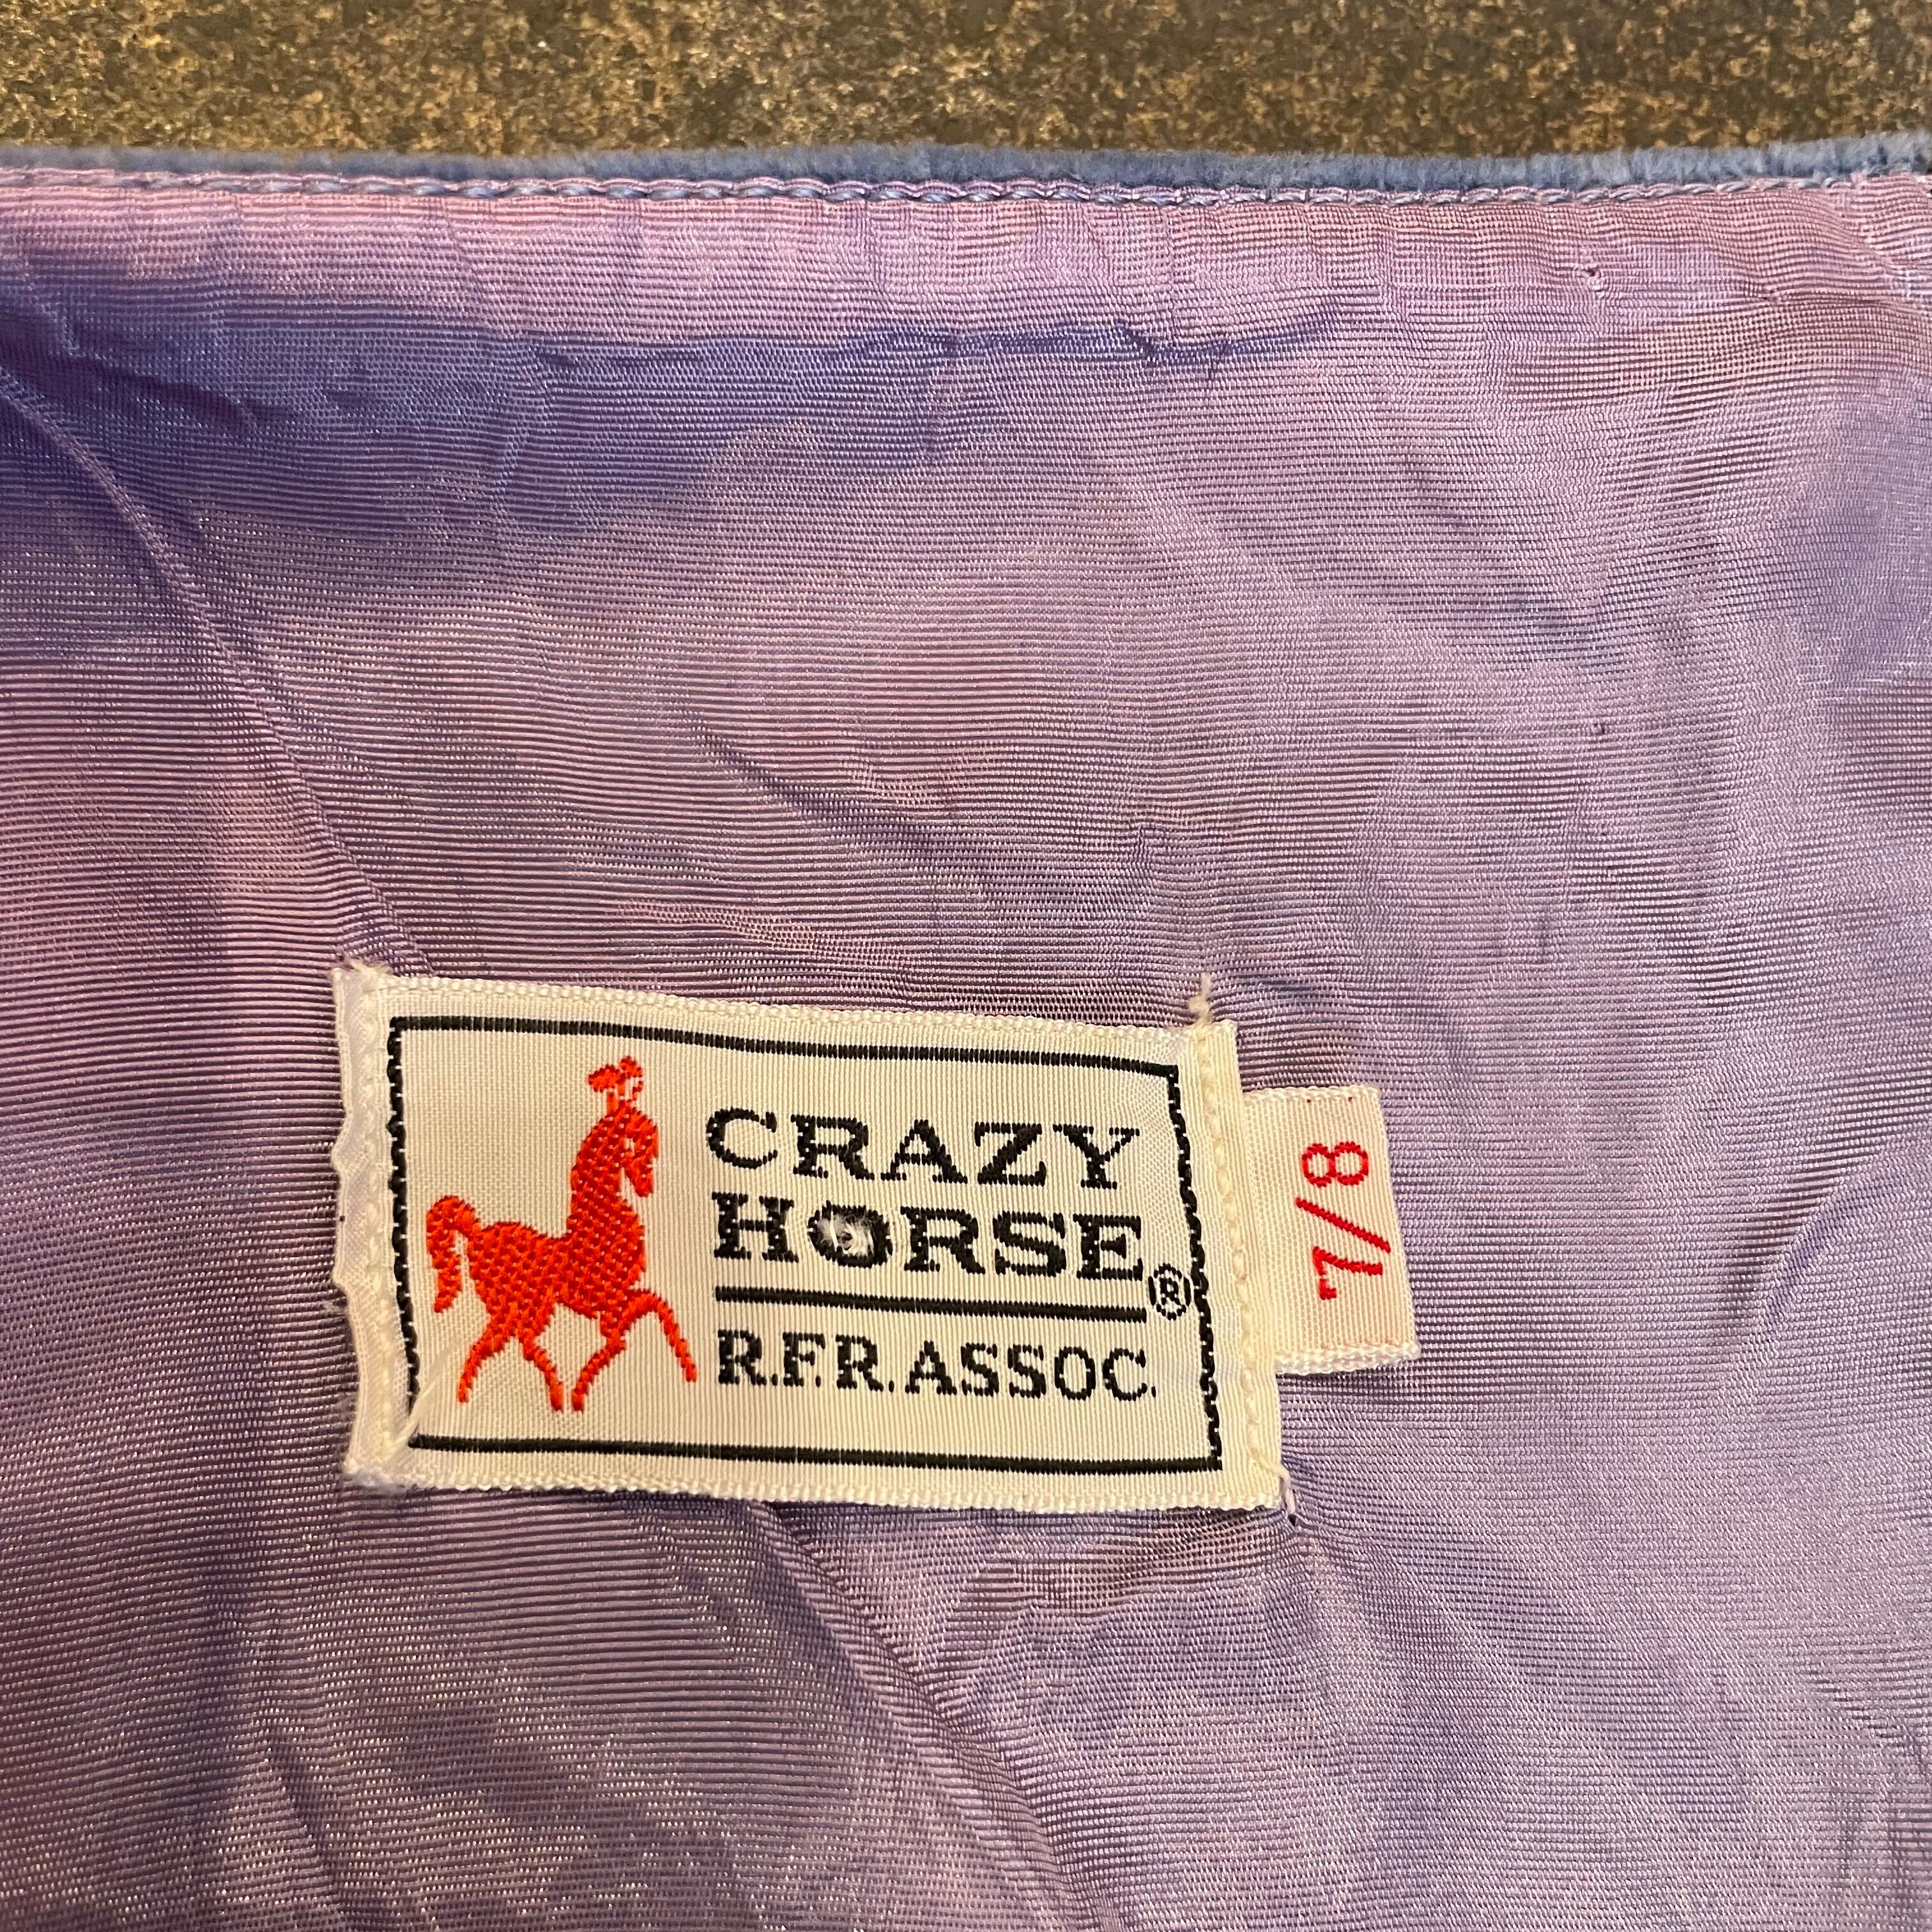 CRAZY
HORSE
®
R.F.R. ASSOC.
7/8